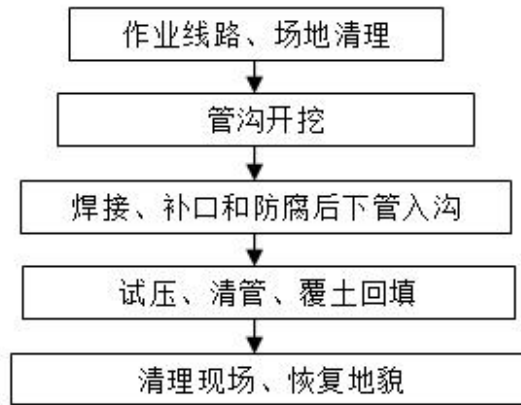 作业线路、场地清理
管沟开挖
焊接、补口和防腐后下管入沟
试压、清管、覆土回填
清理现场、恢复地貌